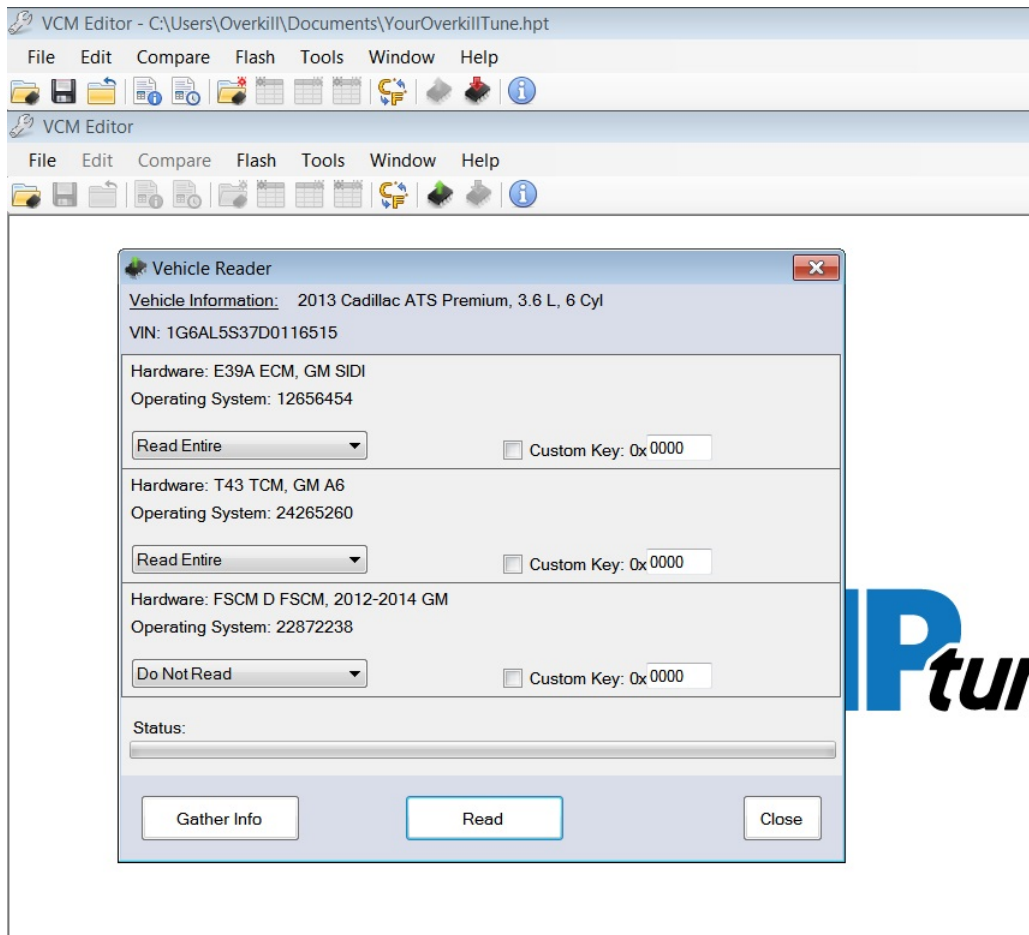 VCM Editor - C:\Users\Overkill\Documents\YourOverkillTune.hpt
File Edit Compare Flash Tools Window Help
VCM Editor
File Edit Compare Flash Tools Window Help
Vehicle Reader
Vehicle Information: 2013 Cadillac ATS Premium, 3.6 L, 6 Cyl
VIN: 1G6AL5S37D0116515
Hardware: E39A ECM, GM SIDI
Operating System: 12656454
Read Entire Custom Key: 0x 0000
Hardware: T43 TCM, GM A6
Operating System: 24265260
Read Entire Custom Key: 0x 0000
Hardware: FSCM D FSCM, 2012-2014 GM
Operating System: 22872238
Do Not Read Custom Key: 0x 0000
Status:
Gather Info Read Close